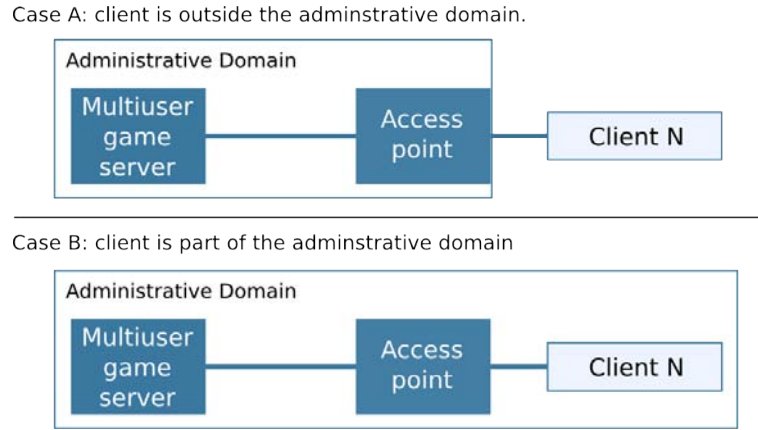 Case A: client is outside the adminstrative domain.
Administrative Domain
Multiuser
game
server
Access
point
Client N
Case B: client is part of the adminstrative domain
Administrative Domain
Multiuser
game
server
Access
point
Client N